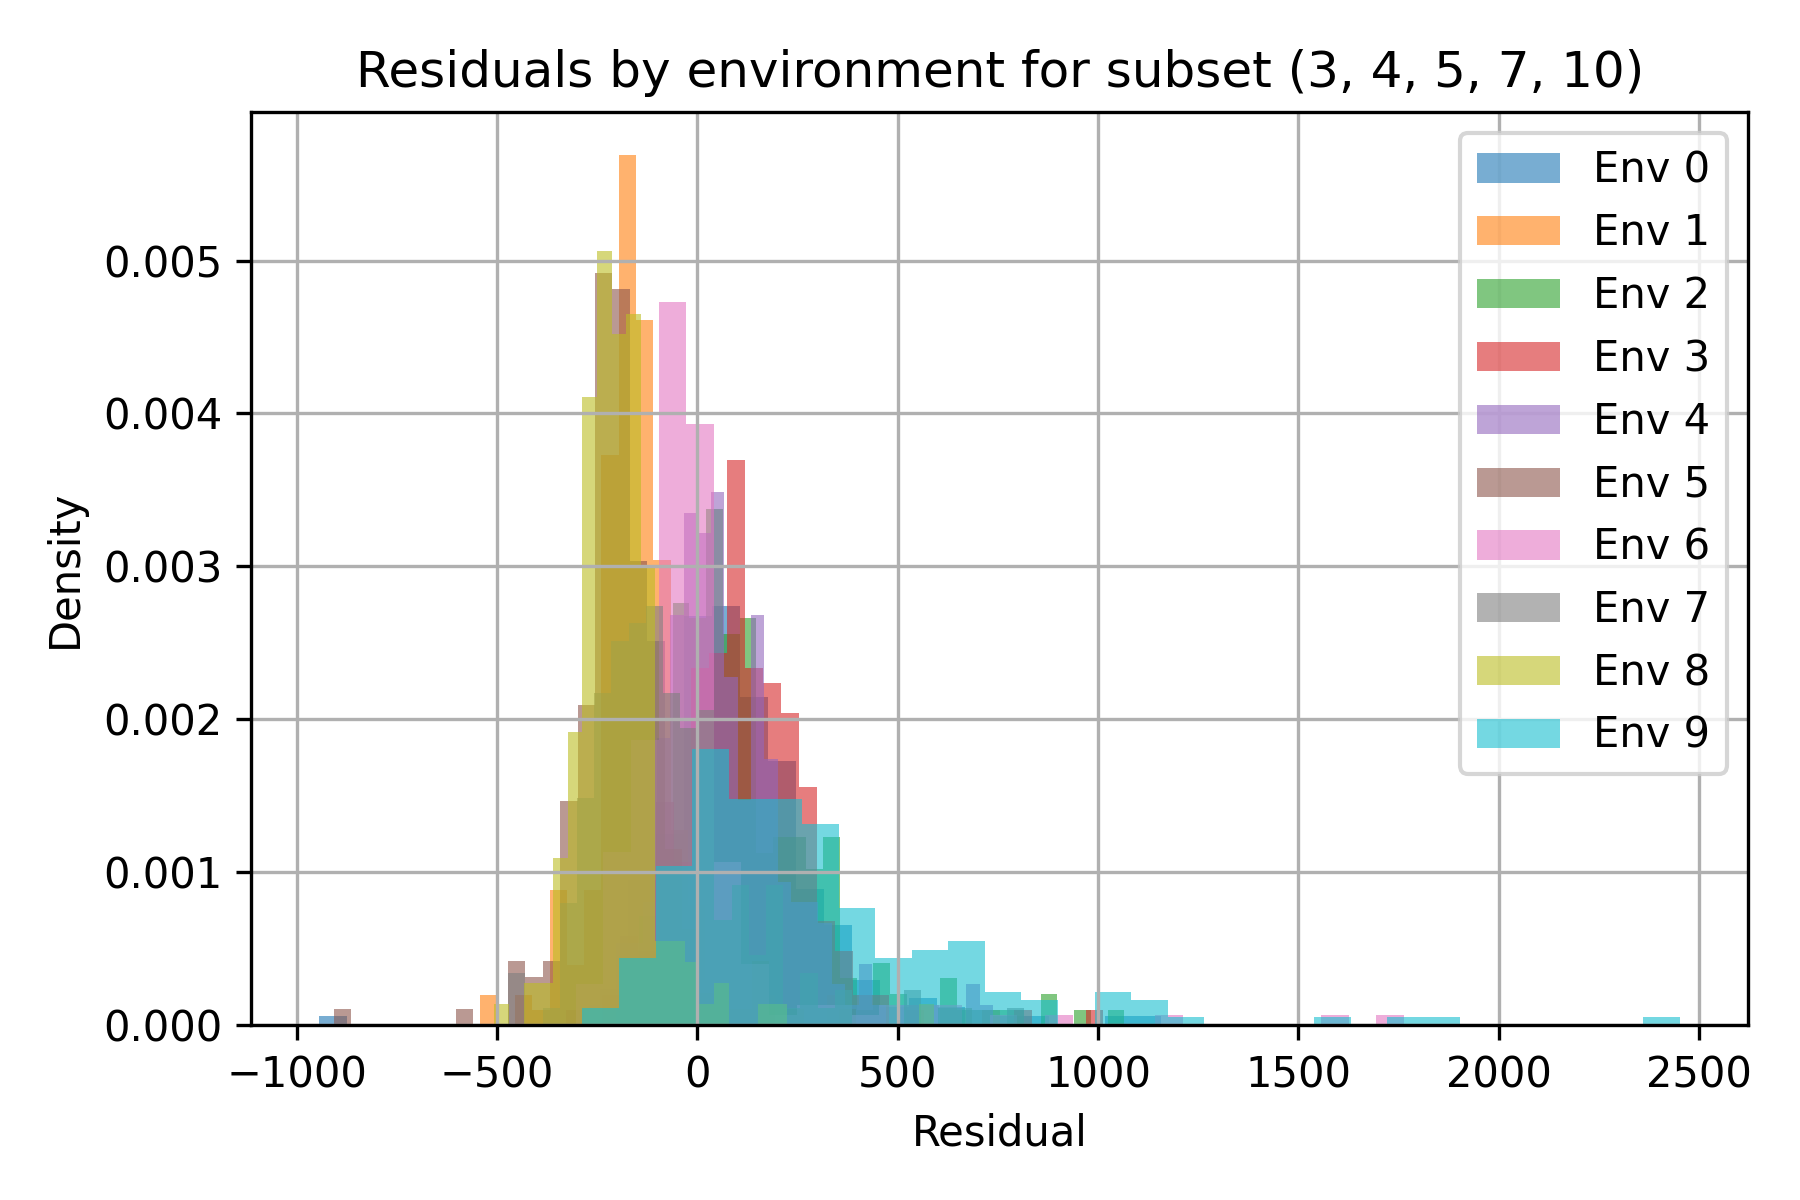 Residuals by environment for subset (3, 4, 5, 7, 10)
Env 0
Env 1
Env 2
Env 3
Env 4
Env 5
Env 6
Env 7
Env 8
Env 9
Density
0.005
0.004
0.003
0.002
0.001
0.000
−1000 −500 0 500 1000 1500 2000 2500
Residual